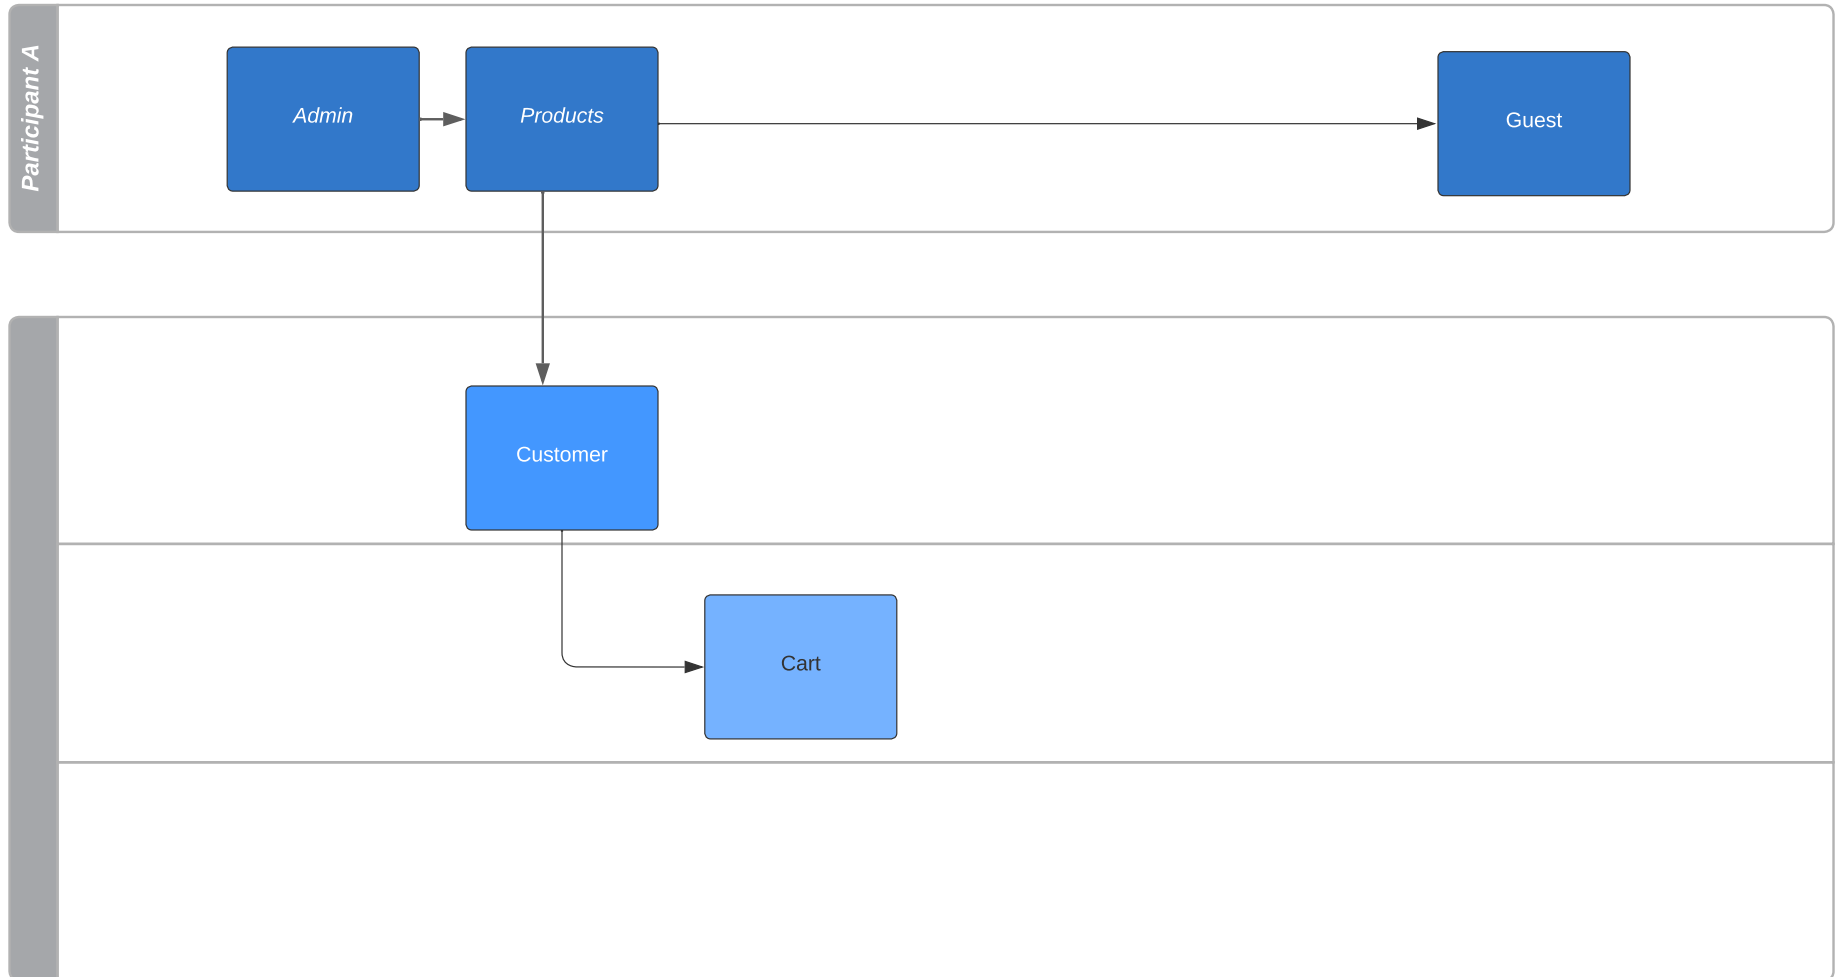 Participant A
Admin
Products
Guest
Customer
Cart